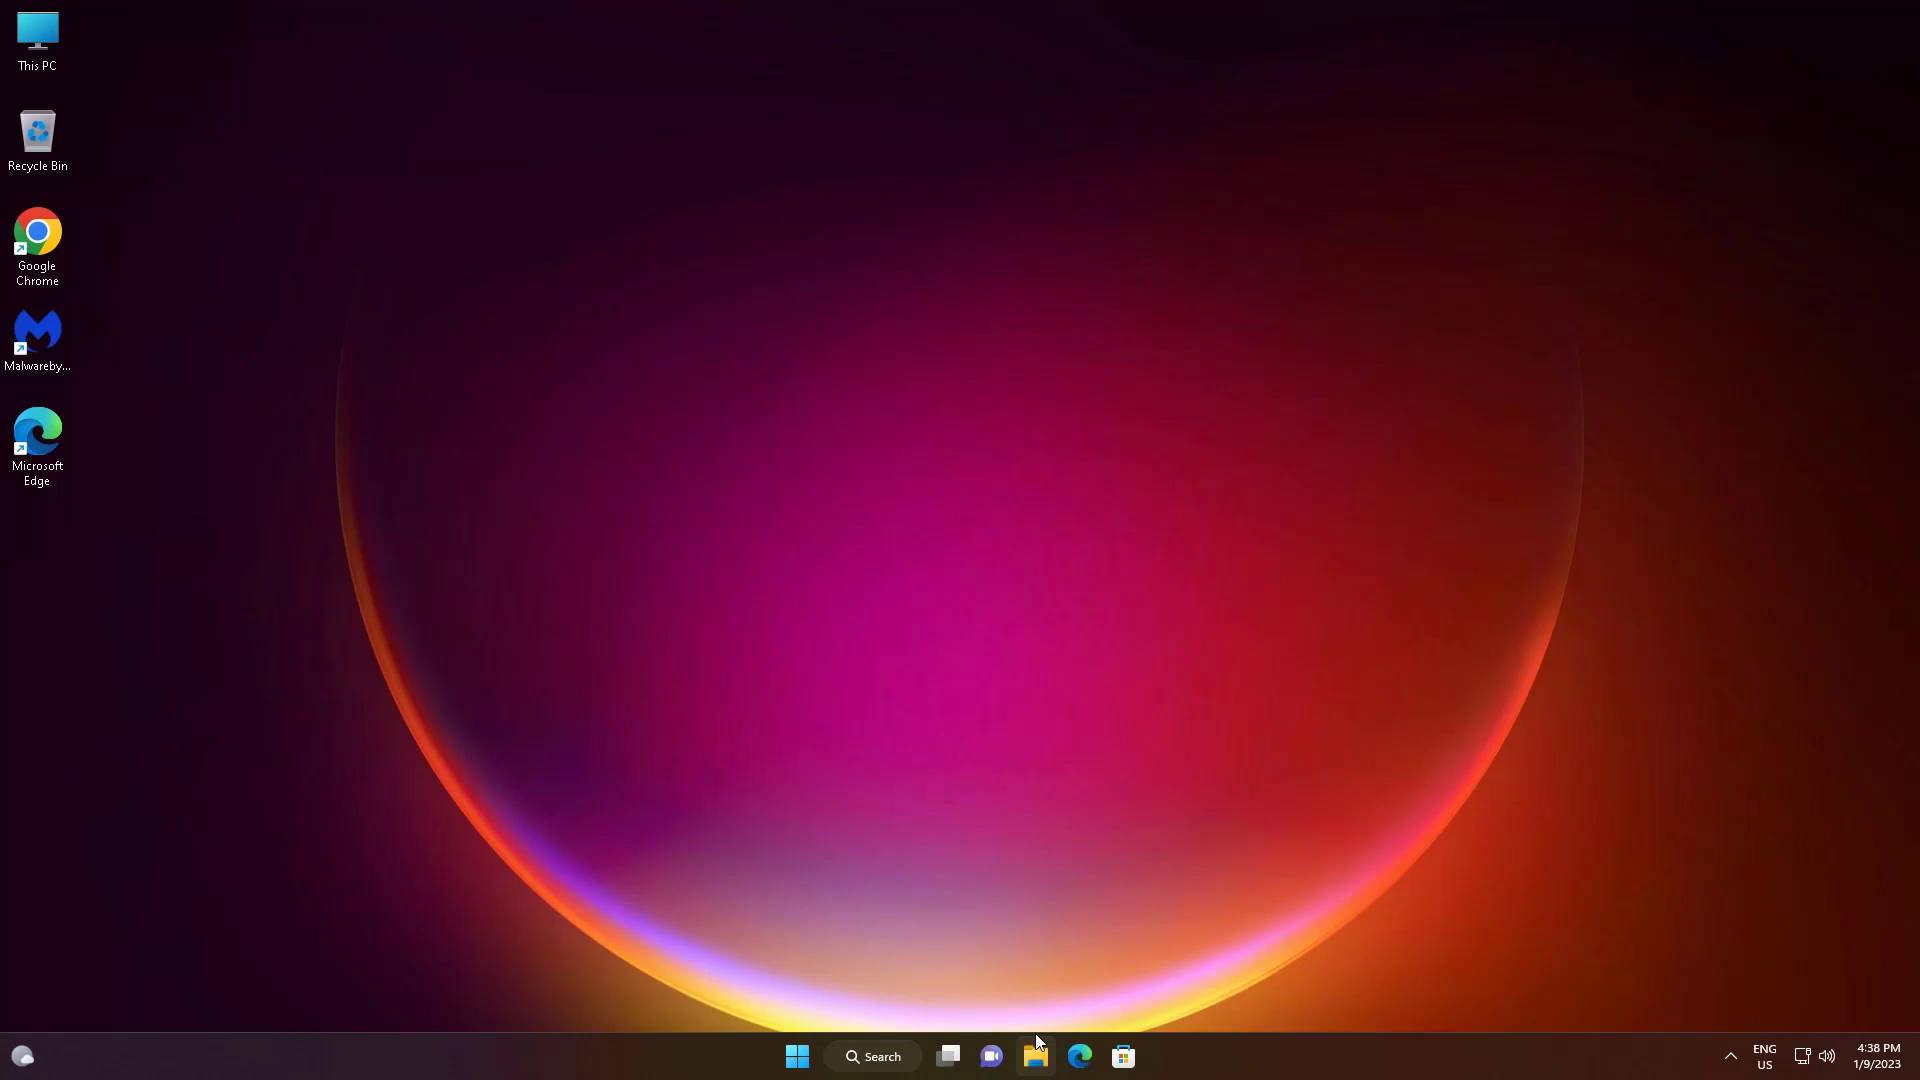 This PC
Recycle Bin
Google
Chrome
Malwareby...
Microsoft
Edge
Search
ENG
US
4:38 PM
1/9/2023